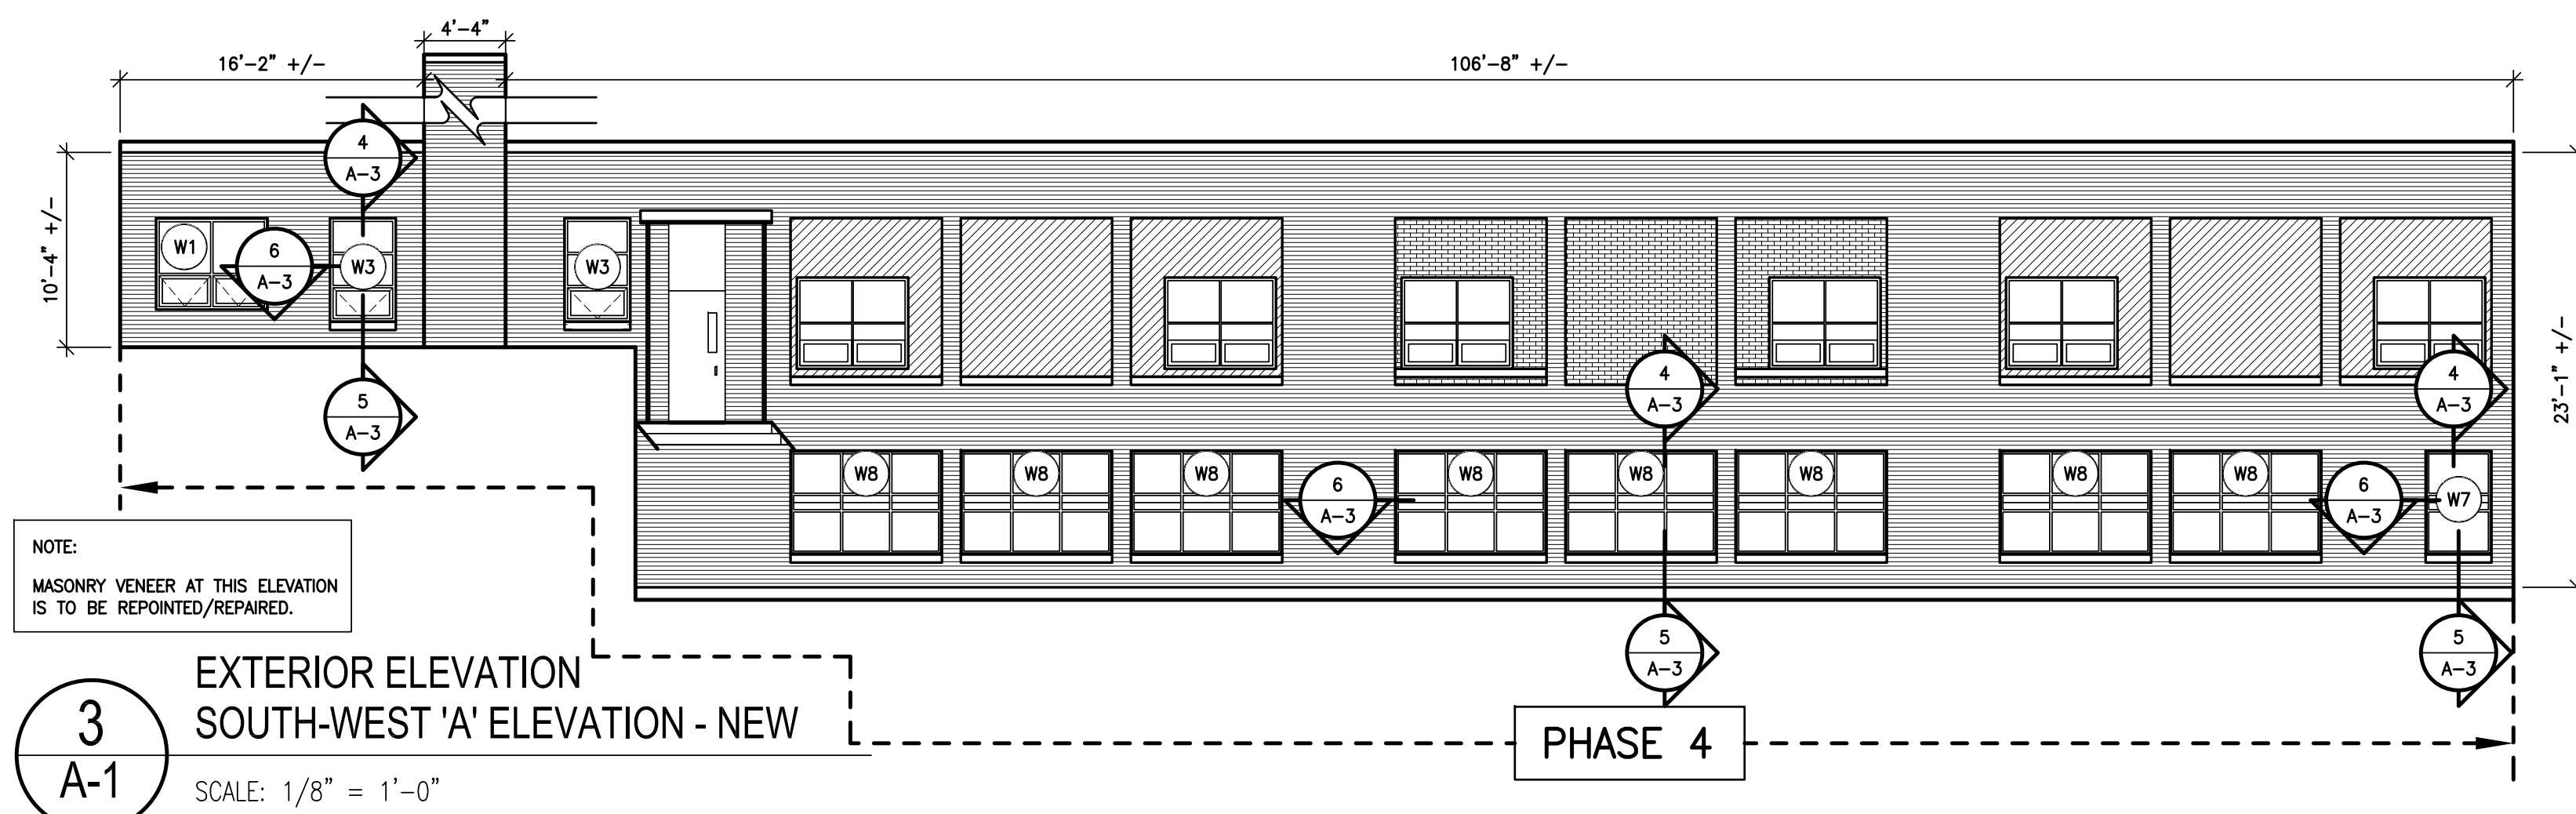 4'-4"
16'-2" +/-
106'-8" +/-
10'-4" +/-
23'-1" +/-
4
A-3
W1
6
A-3
W3
W3
5
A-3
4
A-3
4
A-3
W8
W8
W8
6
A-3
W8
W8
W8
W8
W8
6
A-3
W7
5
A-3
5
A-3
NOTE:
MASONRY VENEER AT THIS ELEVATION
IS TO BE REPOINTED/REPAIRED.
PHASE 4
3
A-1
EXTERIOR ELEVATION
SOUTH-WEST 'A' ELEVATION - NEW
SCALE: 1/8" = 1'-0"